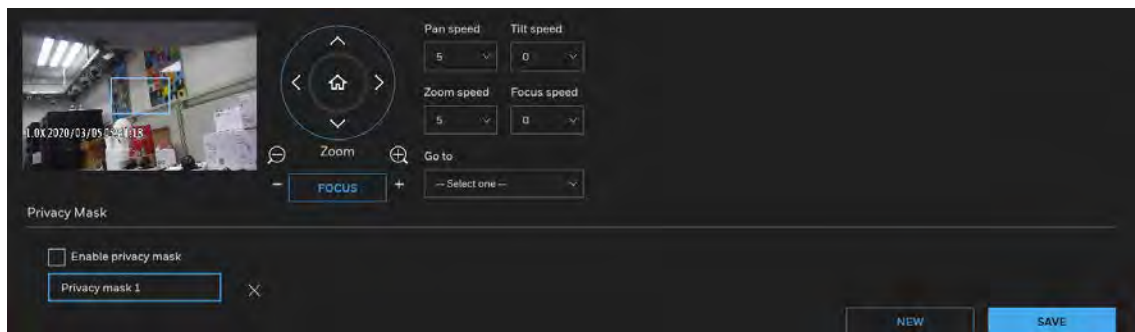 Pan speed Tilt speed
5 0
Zoom speed Focus speed
5 0
1.0X 2020/03/05
Zoom
Go to
FOCUS
-- Select one --
Privacy Mask
Enable privacy mask
Privacy mask 1
NEW SAVE